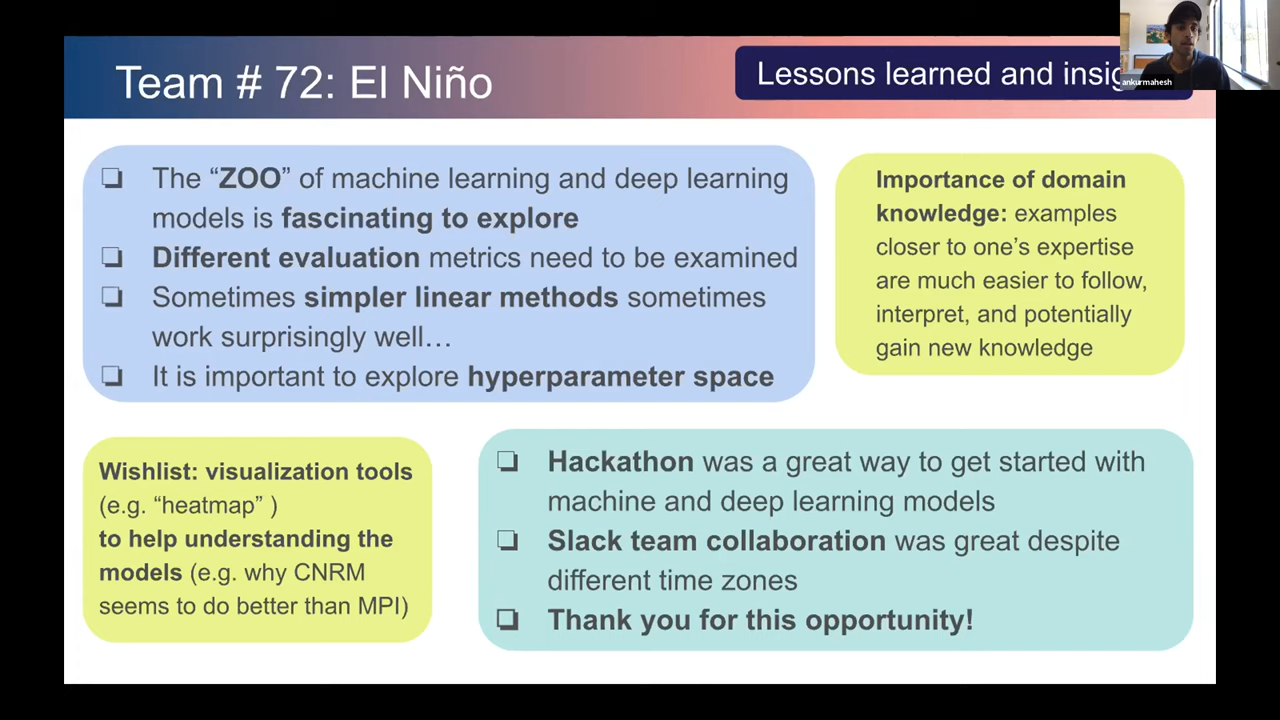 Team # 72: El Niño
Lessons learned and insig
ankurmahesh
❏ The “ZOO” of machine learning and deep learning
models is fascinating to explore
❏ Different evaluation metrics need to be examined
❏ Sometimes simpler linear methods sometimes
work surprisingly well…
❏ It is important to explore hyperparameter space
Importance of domain
knowledge: examples
closer to one’s expertise
are much easier to follow,
interpret, and potentially
gain new knowledge
Wishlist: visualization tools
(e.g. “heatmap” )
to help understanding the
models (e.g. why CNRM
seems to do better than MPI)
❏ Hackathon was a great way to get started with
machine and deep learning models
❏ Slack team collaboration was great despite
different time zones
❏ Thank you for this opportunity!